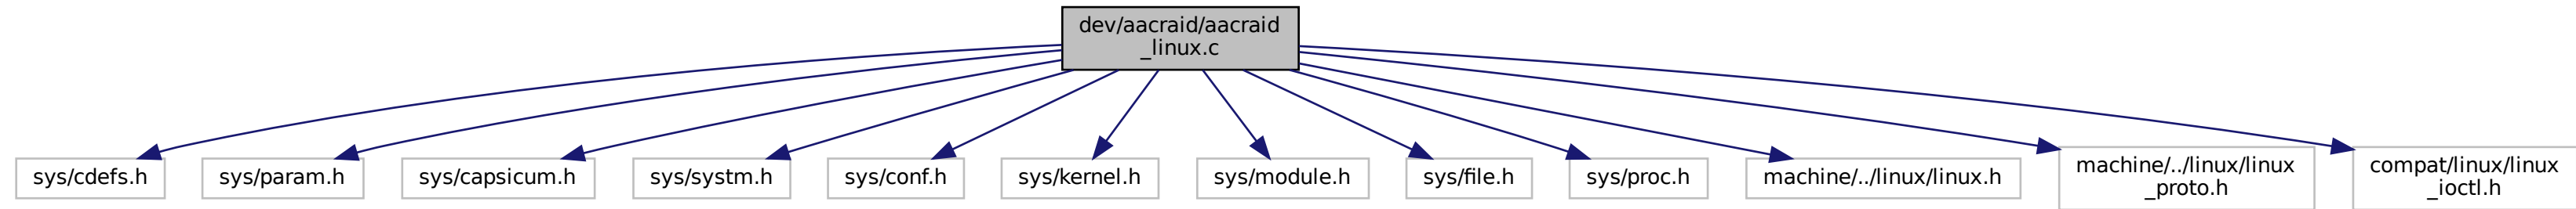 dev/aacraid/aacraid
_linux.c
sys/cdefs.h
sys/param.h
sys/capsicum.h
sys/systm.h
sys/conf.h
sys/kernel.h
sys/module.h
sys/file.h
sys/proc.h
machine/../linux/linux.h
machine/../linux/linux
_proto.h
compat/linux/linux
_ioctl.h